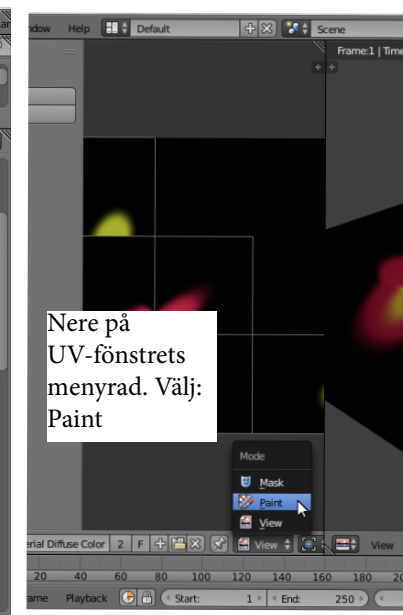 ndow Help Default Scene
Frame:1 | Time
Nere på
UV-fönstrets
menyrad. Välj:
Paint
Mode
Mask
Paint
View
erial Diffuse Color 2 F View View
20 40 60 80 100 120 140 160 180 20
ame Playback Start: 1 End: 250